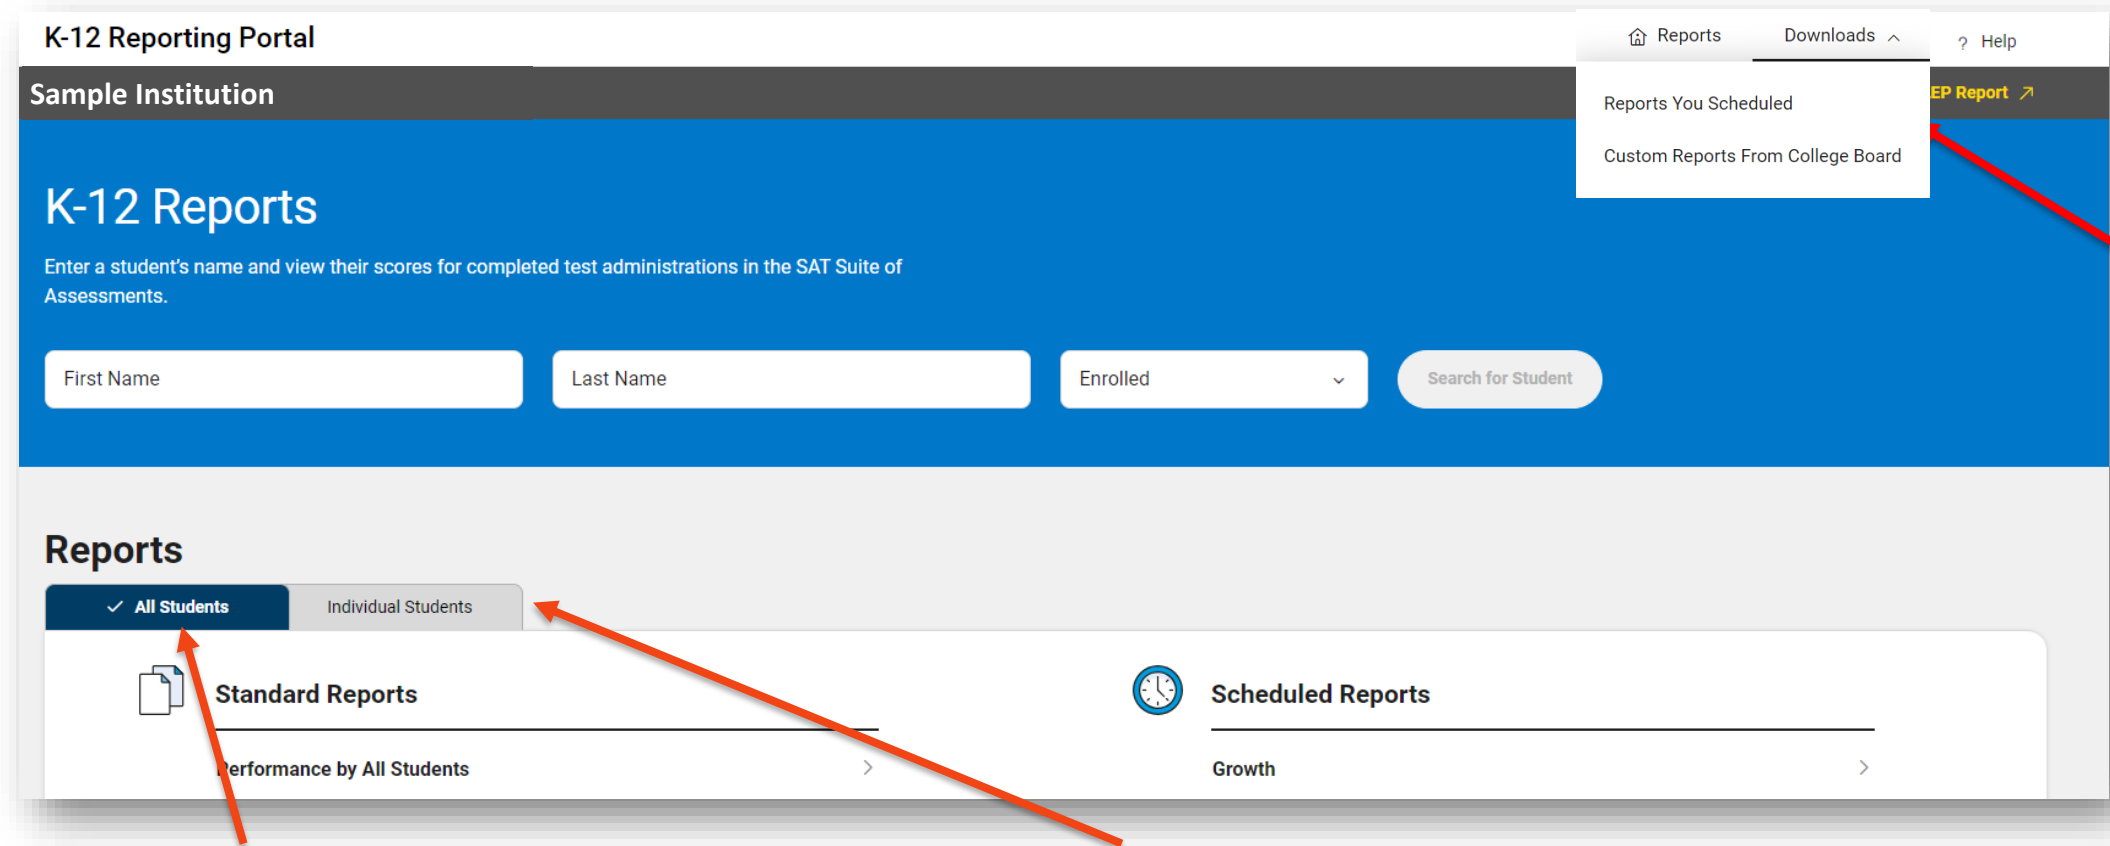 K-12 Reporting Portal
Reports
Downloads
? Help
Sample Institution
Reports You Scheduled
EP Report
Custom Reports From College Board
K-12 Reports
Enter a student's name and view their scores for completed test administrations in the SAT Suite of
Assessments.
First Name
Last Name
Enrolled
Search for Student
Reports
All Students
Individual Students
Standard Reports
Scheduled Reports
Performance by All Students
Growth